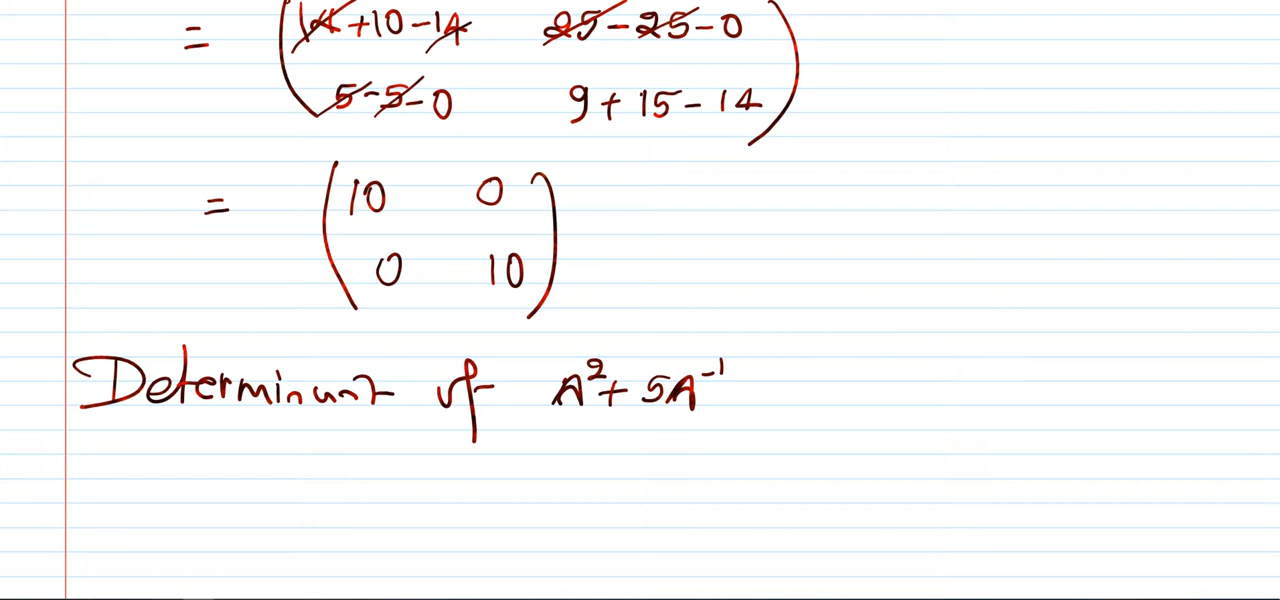 = ( 14 + 10 - 14 25 - 25 - 0
5 - 5 - 0 9 + 15 - 14 )
= ( 10 0
0 10 )
Determinant of A² + 5A⁻¹